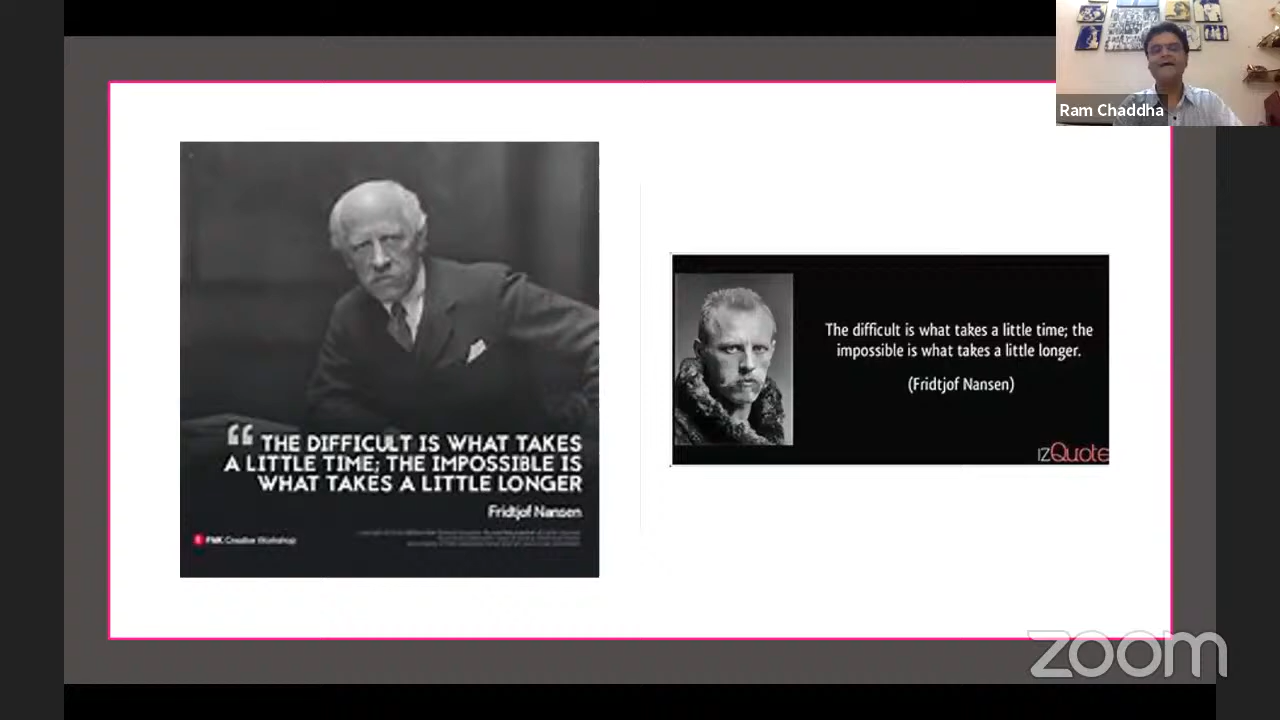 Ram Chaddha
“ THE DIFFICULT IS WHAT TAKES
A LITTLE TIME; THE IMPOSSIBLE IS
WHAT TAKES A LITTLE LONGER
Fridtjof Nansen
PNK Creative Workshop
The difficult is what takes a little time; the
impossible is what takes a little longer.
(Fridtjof Nansen)
IZQuote
zoom